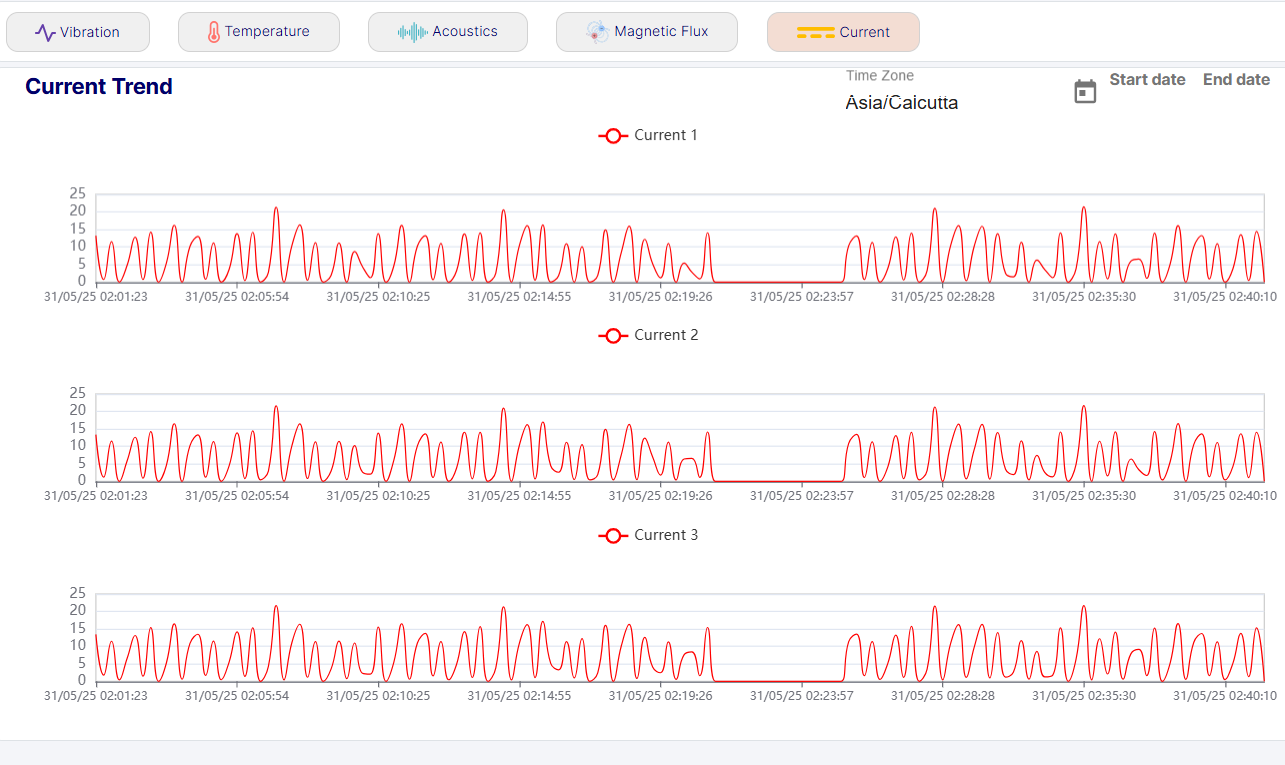 Vibration Temperature Acoustics Magnetic Flux Current
Current Trend
Time Zone
Asia/Calcutta
Start date End date
Current 1
25
20
15
10
5
0
31/05/25 02:01:23 31/05/25 02:05:54 31/05/25 02:10:25 31/05/25 02:14:55 31/05/25 02:19:26 31/05/25 02:23:57 31/05/25 02:28:28 31/05/25 02:35:30 31/05/25 02:40:10
Current 2
25
20
15
10
5
0
31/05/25 02:01:23 31/05/25 02:05:54 31/05/25 02:10:25 31/05/25 02:14:55 31/05/25 02:19:26 31/05/25 02:23:57 31/05/25 02:28:28 31/05/25 02:35:30 31/05/25 02:40:10
Current 3
25
20
15
10
5
0
31/05/25 02:01:23 31/05/25 02:05:54 31/05/25 02:10:25 31/05/25 02:14:55 31/05/25 02:19:26 31/05/25 02:23:57 31/05/25 02:28:28 31/05/25 02:35:30 31/05/25 02:40:10